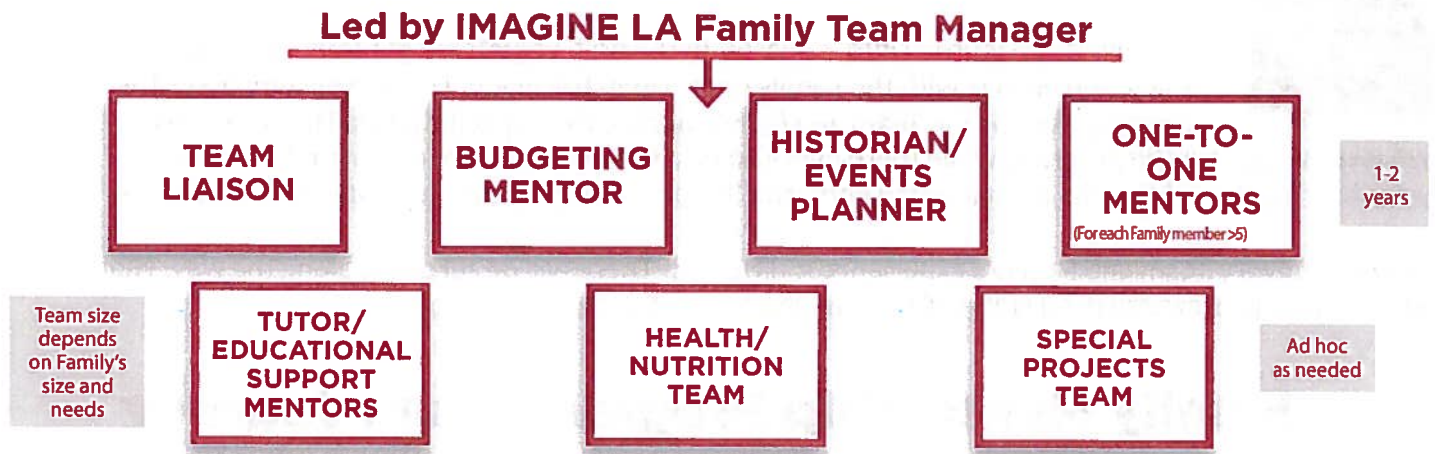 Led by IMAGINE LA Family Team Manager
TEAM
LIAISON
BUDGETING
MENTOR
HISTORIAN/
EVENTS
PLANNER
ONE-TO-
ONE
MENTORS
(For each Family member >5)
1-2
years
Team size
depends
on Family's
size and
needs
TUTOR/
EDUCATIONAL
SUPPORT
MENTORS
HEALTH/
NUTRITION
TEAM
SPECIAL
PROJECTS
TEAM
Ad hoc
as needed